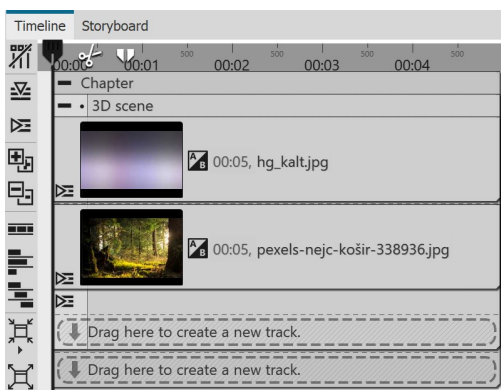 Timeline Storyboard
500 500 500 500
00:00 00:01 00:02 00:03 00:04
Chapter
• 3D scene
A B 00:05, hg_kalt.jpg
A B 00:05, pexels-nejc-košir-338936.jpg
Drag here to create a new track.
Drag here to create a new track.